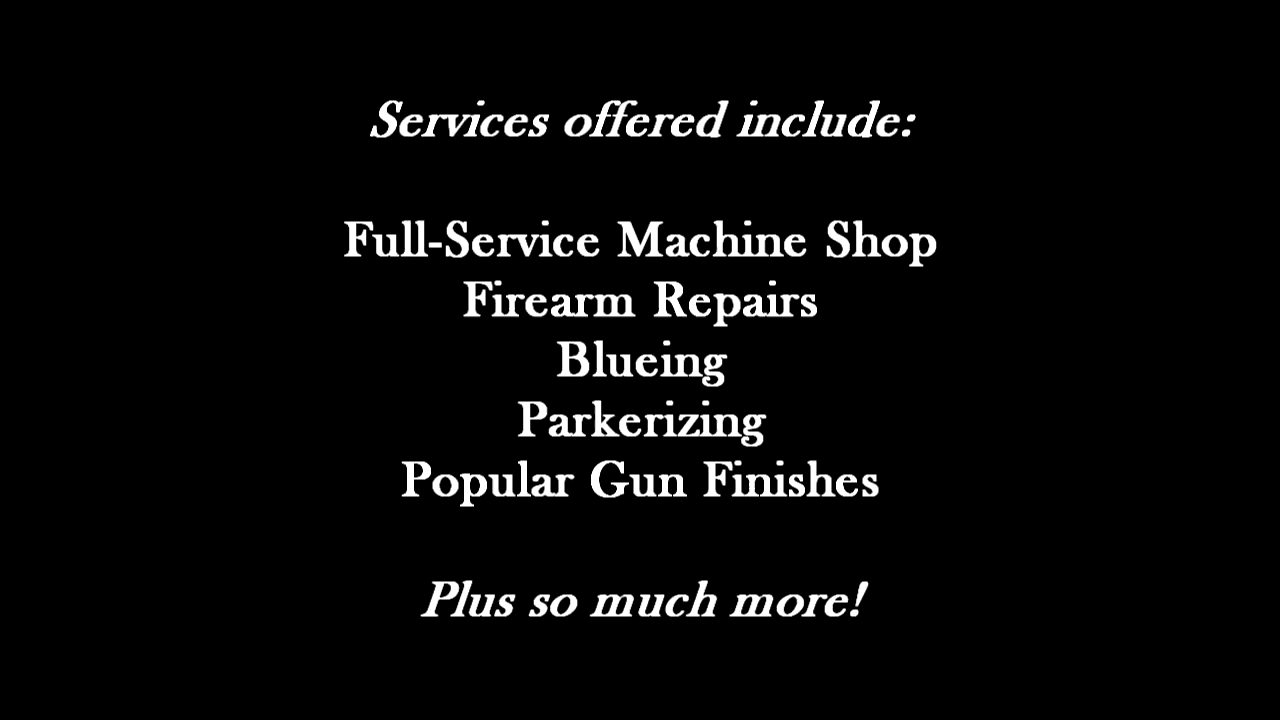 Services offered include:
Full-Service Machine Shop
Firearm Repairs
Blueing
Parkerizing
Popular Gun Finishes
Plus so much more!